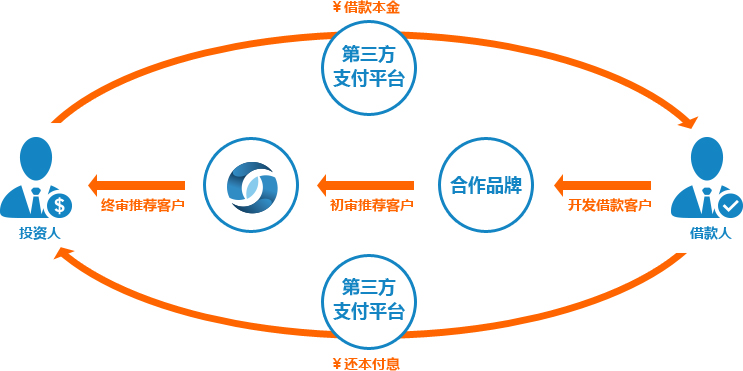 ¥借款本金
第三方
支付平台
合作品牌
终审推荐客户
初审推荐客户
开发借款客户
投资人
借款人
第三方
支付平台
¥还本付息